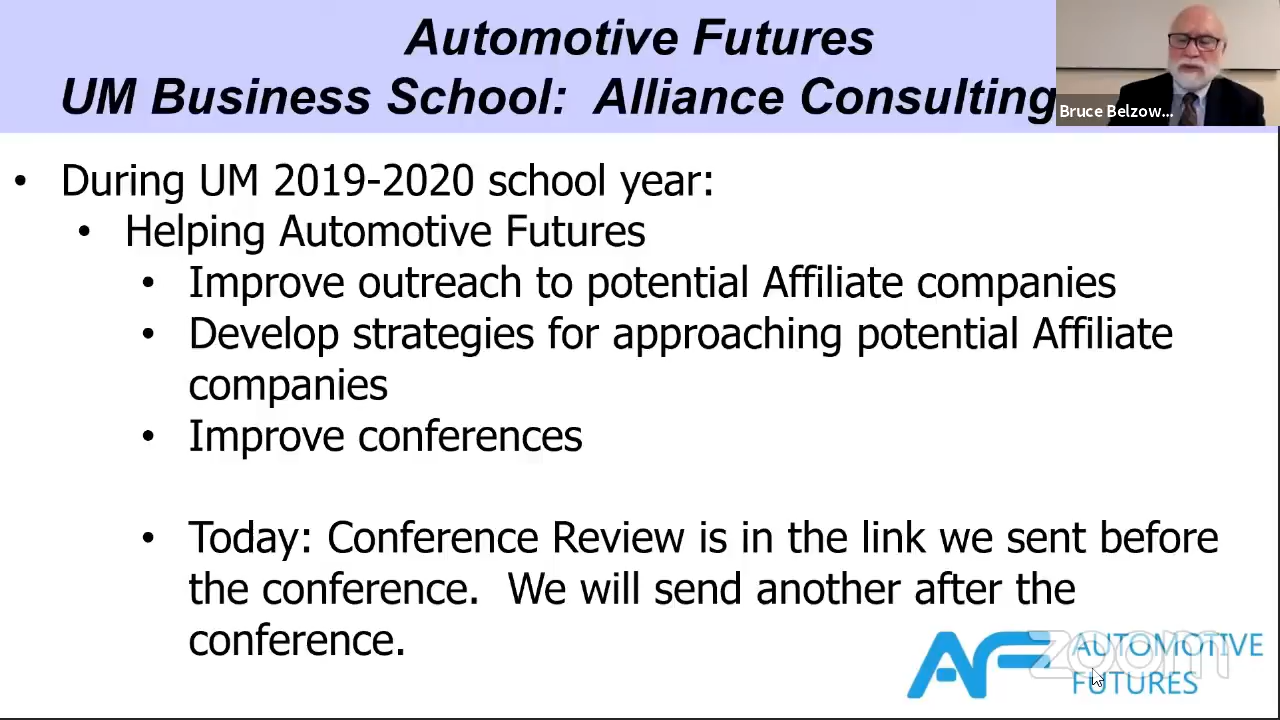 Automotive Futures
UM Business School:  Alliance Consulting
Bruce Belzow...
• During UM 2019-2020 school year:
• Helping Automotive Futures
• Improve outreach to potential Affiliate companies
• Develop strategies for approaching potential Affiliate
companies
• Improve conferences
• Today: Conference Review is in the link we sent before
the conference.  We will send another after the
conference.
AF AUTOMOTIVE
FUTURES
zoom